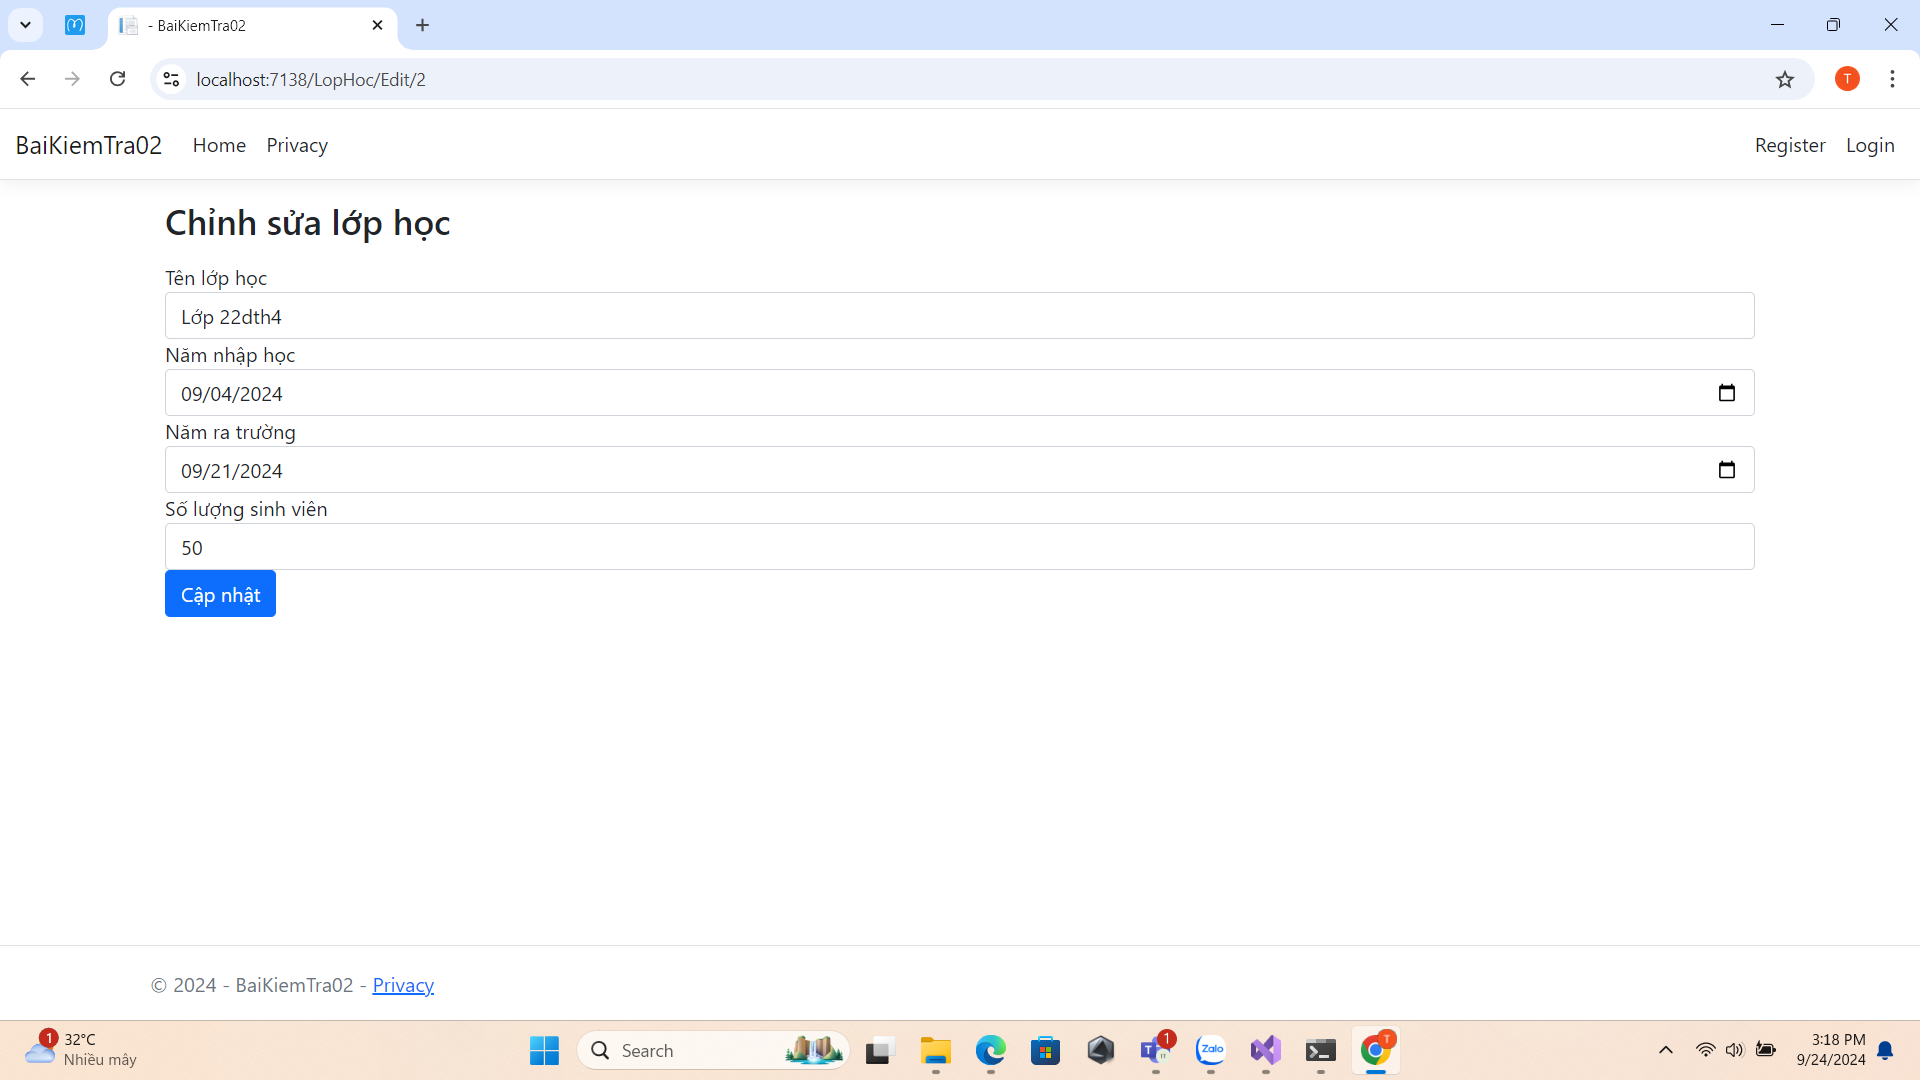 - BaiKiemTra02
localhost:7138/LopHoc/Edit/2
T
BaiKiemTra02 Home Privacy Register Login
Chỉnh sửa lớp học
Tên lớp học
Lớp 22dth4
Năm nhập học
09/04/2024
Năm ra trường
09/21/2024
Số lượng sinh viên
50
Cập nhật
© 2024 - BaiKiemTra02 - Privacy
1
32°C
Nhiều mây
Search
1
T
Zalo
T
3:18 PM
9/24/2024